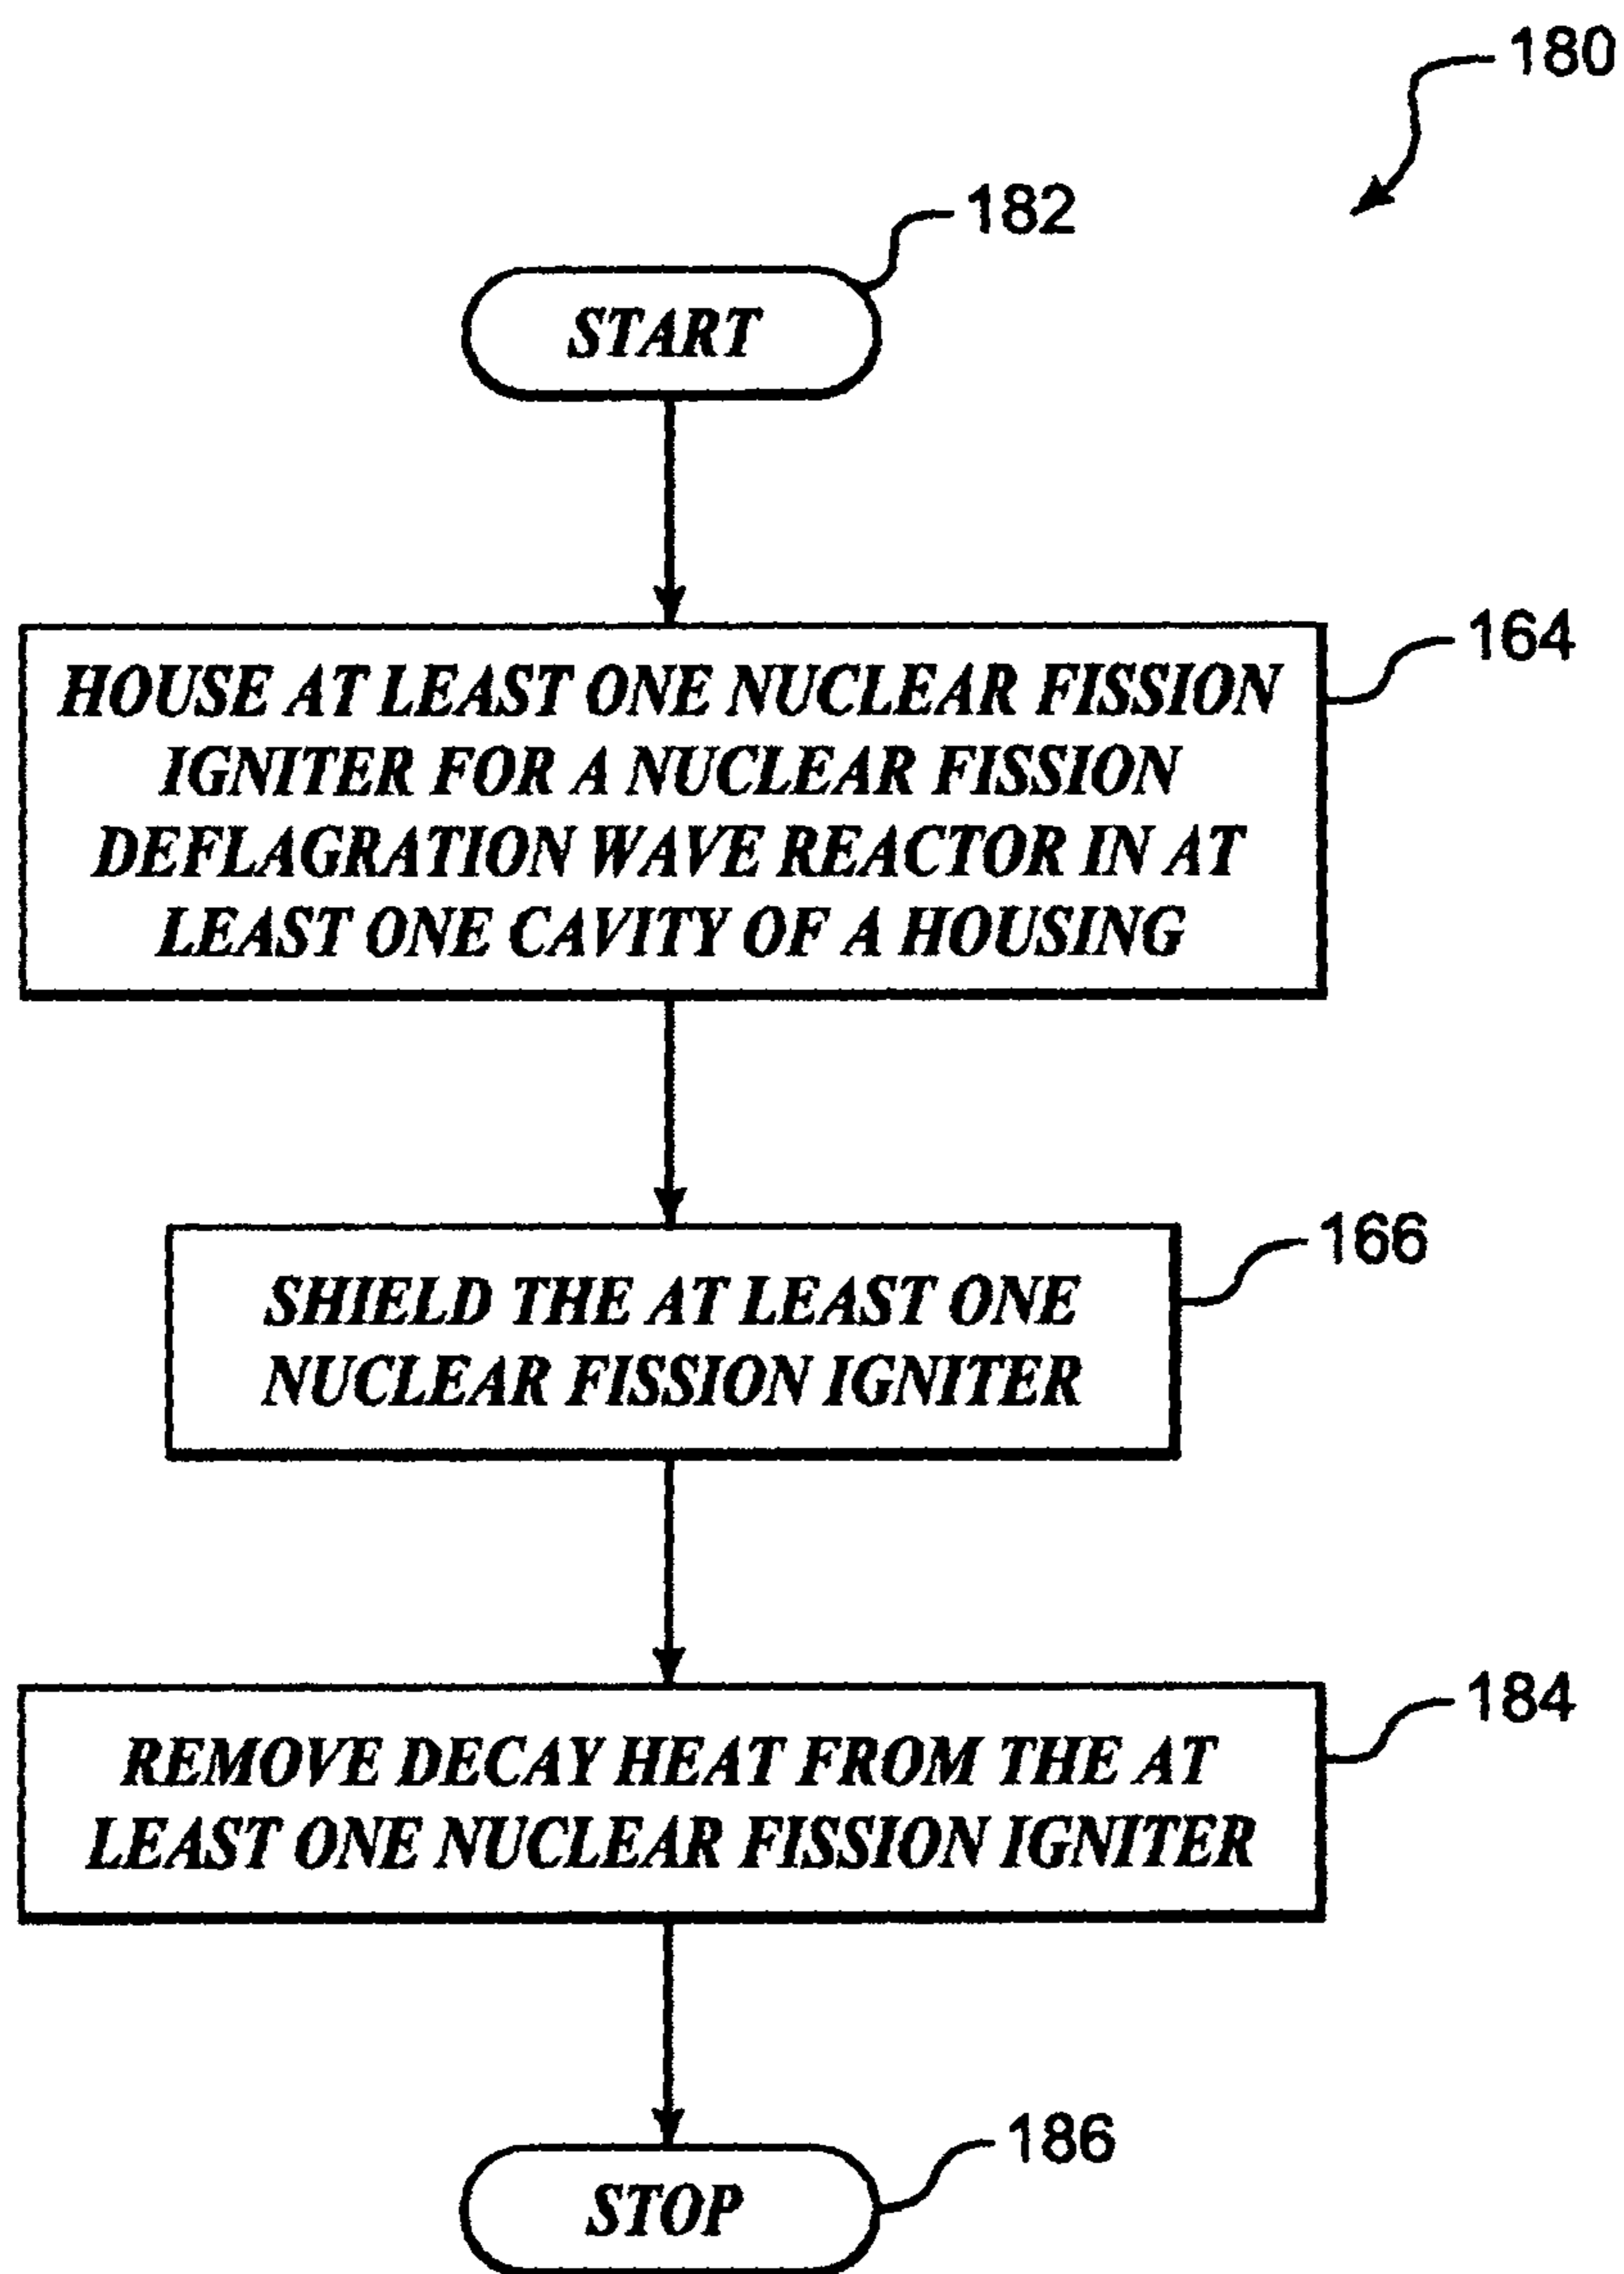 180
182
START
164
HOUSE AT LEAST ONE NUCLEAR FISSION
IGNITER FOR A NUCLEAR FISSION
DEFLAGRATION WAVE REACTOR IN AT
LEAST ONE CAVITY OF A HOUSING
166
SHIELD THE AT LEAST ONE
NUCLEAR FISSION IGNITER
184
REMOVE DECAY HEAT FROM THE AT
LEAST ONE NUCLEAR FISSION IGNITER
186
STOP